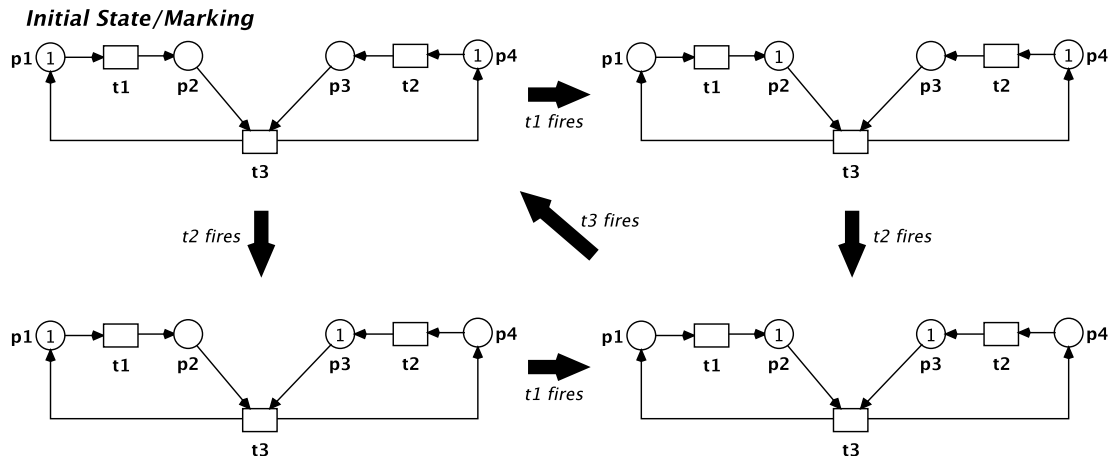 Initial State/Marking
p1 1 t1 p2 p3 t2 1 p4
t3
t1 fires
p1 t1 1 p2 p3 t2 1 p4
t3
t2 fires
t3 fires
t2 fires
p1 1 t1 p2 1 p3 t2 p4
t3
t1 fires
p1 t1 1 p2 1 p3 t2 p4
t3